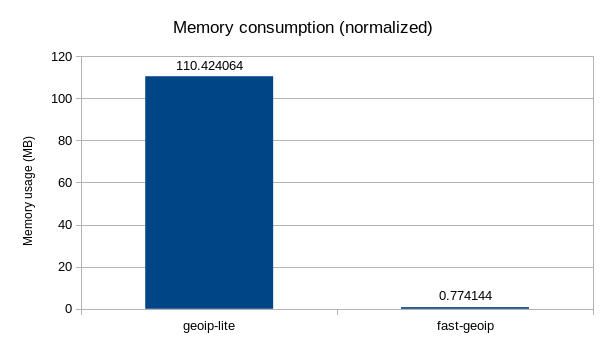 Memory consumption (normalized)
Memory usage (MB)
120
100
80
60
40
20
0
110.424064
0.774144
geoip-lite
fast-geoip